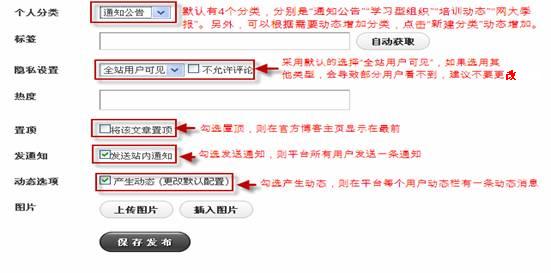 个人分类 通知公告 默认有4个分类，分别是“通知公告”“学习型组织”“培训动态”“网大季报”。另外，可以根据需要动态增加分类，点击“新建分类”动态增加。
标签 自动获取
隐私设置 全站用户可见 不允许评论 采用默认的选择“全站用户可见”，如果选用其他类型，会导致部分用户看不到，建议不要更改
热度
置顶 将该文章置顶 勾选置顶，则在官方博客主页显示在最前
发通知 发送站内通知 勾选发送通知，则平台所有用户发送一条通知
动态选项 产生动态 (更改默认配置) 勾选产生动态，则在平台每个用户动态栏有一条动态消息
图片 上传图片 插入图片
保存发布